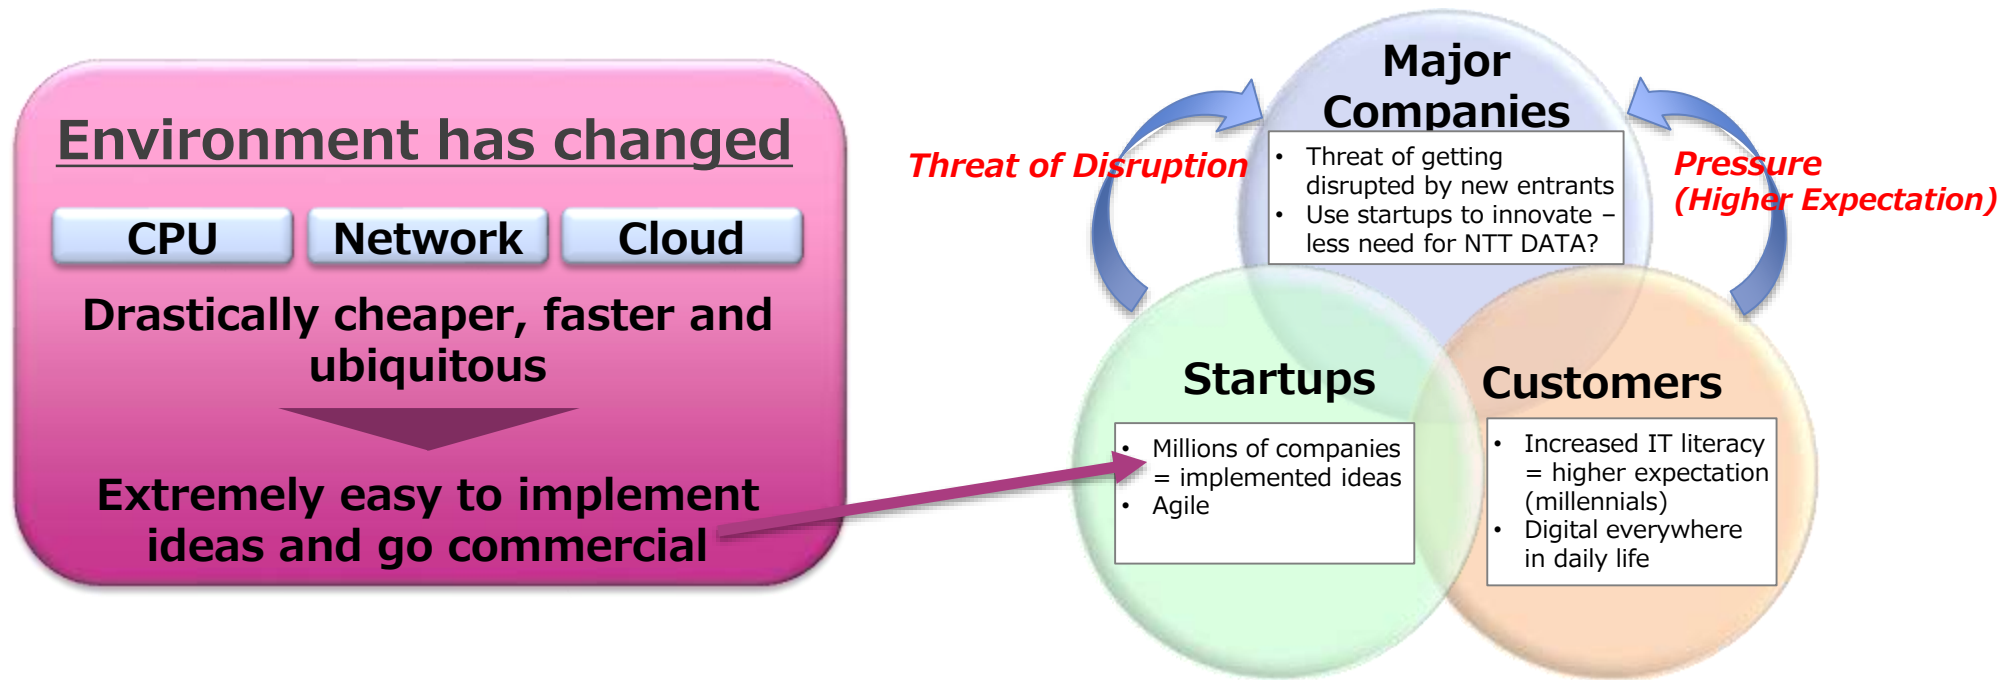 Environment has changed
CPU
Network
Cloud
Drastically cheaper, faster and
ubiquitous
Extremely easy to implement
ideas and go commercial
Major
Companies
• Threat of getting
disrupted by new entrants
• Use startups to innovate –
less need for NTT DATA?
Threat of Disruption
Pressure
(Higher Expectation)
Startups
• Millions of companies
= implemented ideas
• Agile
Customers
• Increased IT literacy
= higher expectation
(millennials)
• Digital everywhere
in daily life